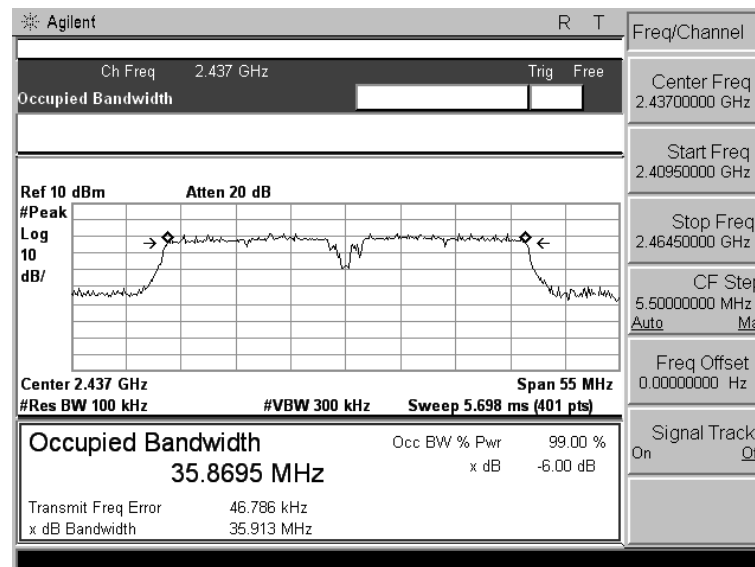 Agilent R T
Ch Freq 2.437 GHz Trig Free
Occupied Bandwidth
Ref 10 dBm Atten 20 dB
#Peak
Log
10
dB/
Center 2.437 GHz Span 55 MHz
#Res BW 100 kHz #VBW 300 kHz Sweep 5.698 ms (401 pts)
Occupied Bandwidth Occ BW % Pwr 99.00 %
35.8695 MHz x dB -6.00 dB
Transmit Freq Error 46.786 kHz
x dB Bandwidth 35.913 MHz
Freq/Channel
Center Freq
2.43700000 GHz
Start Freq
2.40950000 GHz
Stop Freq
2.46450000 GHz
CF Step
5.50000000 MHz
Auto Ma
Freq Offset
0.00000000 Hz
Signal Track
On